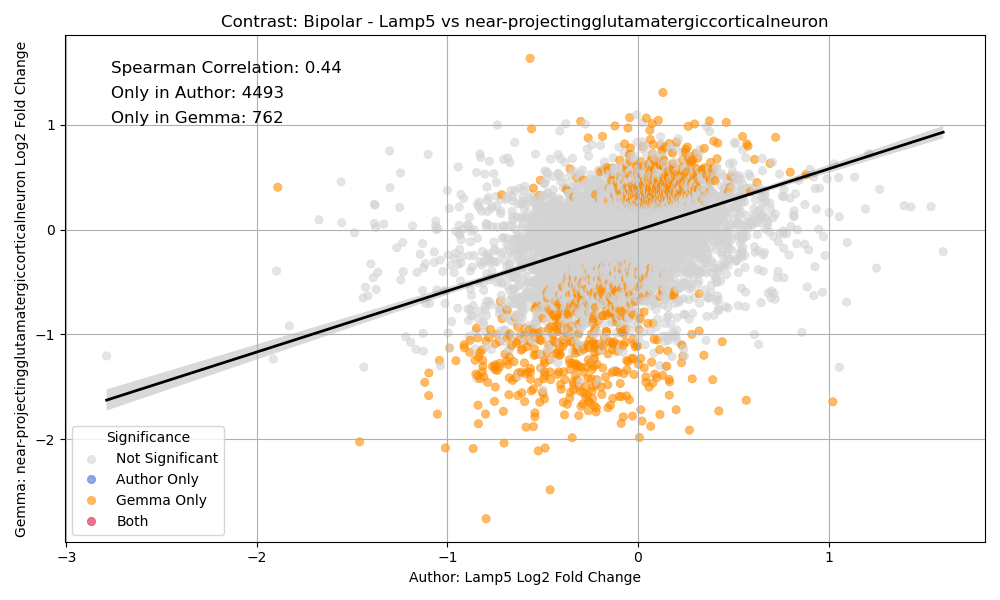 Contrast: Bipolar - Lamp5 vs near-projectingglutamatergiccorticalneuron
Spearman Correlation: 0.44
Only in Author: 4493
Only in Gemma: 762
Gemma: near-projectingglutamatergiccorticalneuron Log2 Fold Change
1
0
−1
−2
Significance
Not Significant
Author Only
Gemma Only
Both
−3 −2 −1 0 1
Author: Lamp5 Log2 Fold Change